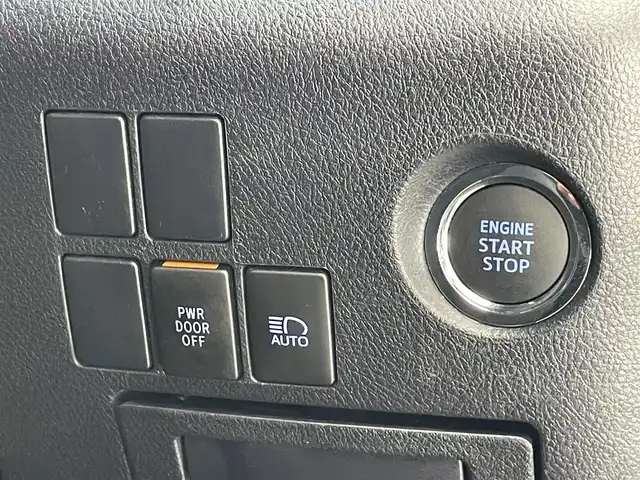 PWR
DOOR
OFF
AUTO
ENGINE
START
STOP